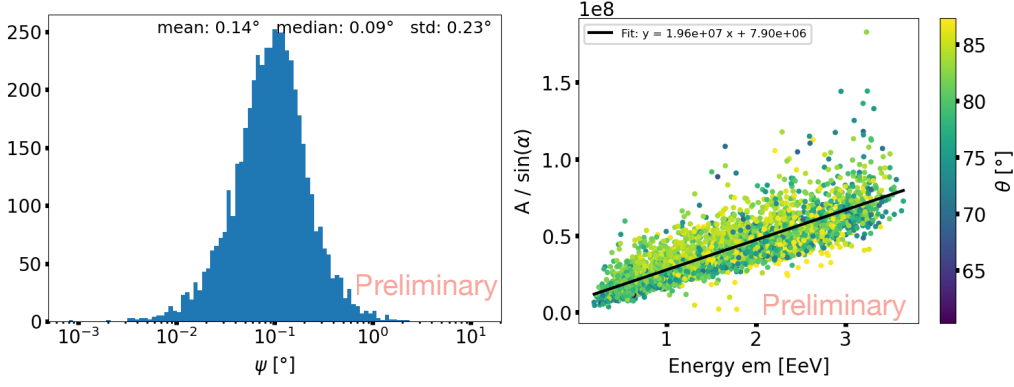 mean: 0.14° median: 0.09° std: 0.23°
250
200
150
100
50
0
10⁻³ 10⁻² 10⁻¹ 10⁰ 10¹
ψ [°]
Preliminary
1e8
Fit: y = 1.96e+07 x + 7.90e+06
1.5
1.0
0.5
0.0
A / sin(α)
1 2 3
Energy em [EeV]
Preliminary
85
80
75
70
65
θ [°]